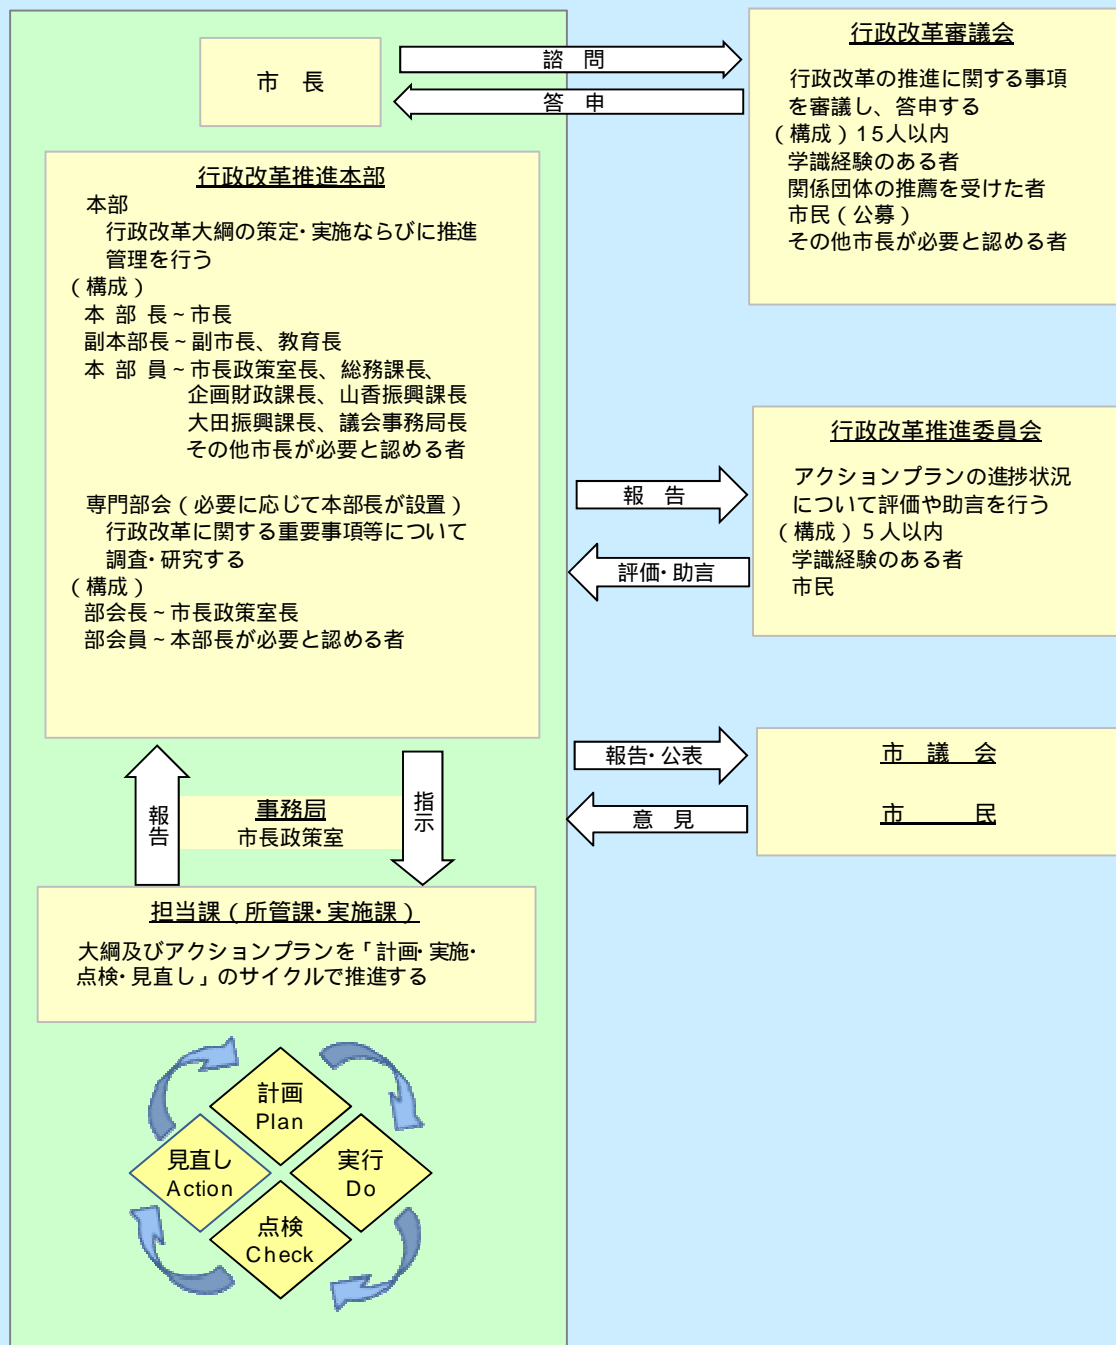 市 長
諮 問
答 申
行政改革審議会
行政改革の推進に関する事項
を審議し、答申する
(構成)15人以内
学識経験のある者
関係団体の推薦を受けた者
市民(公募)
その他市長が必要と認める者
行政改革推進本部
本部
行政改革大綱の策定・実施ならびに推進
管理を行う
(構成)
本 部 長~市長
副本部長~副市長、教育長
本 部 員~市長政策室長、総務課長、
企画財政課長、山香振興課長
大田振興課長、議会事務局長
その他市長が必要と認める者
専門部会(必要に応じて本部長が設置)
行政改革に関する重要事項等について
調査・研究する
(構成)
部会長~市長政策室長
部会員~本部長が必要と認める者
報 告
評価・助言
行政改革推進委員会
アクションプランの進捗状況
について評価や助言を行う
(構成)5人以内
学識経験のある者
市民
報告・公表
意 見
市 議 会
市 民
報告
事務局
市長政策室
指示
担当課(所管課・実施課)
大綱及びアクションプランを「計画・実施・
点検・見直し」のサイクルで推進する
計画
Plan
見直し
Action
実行
Do
点検
Check